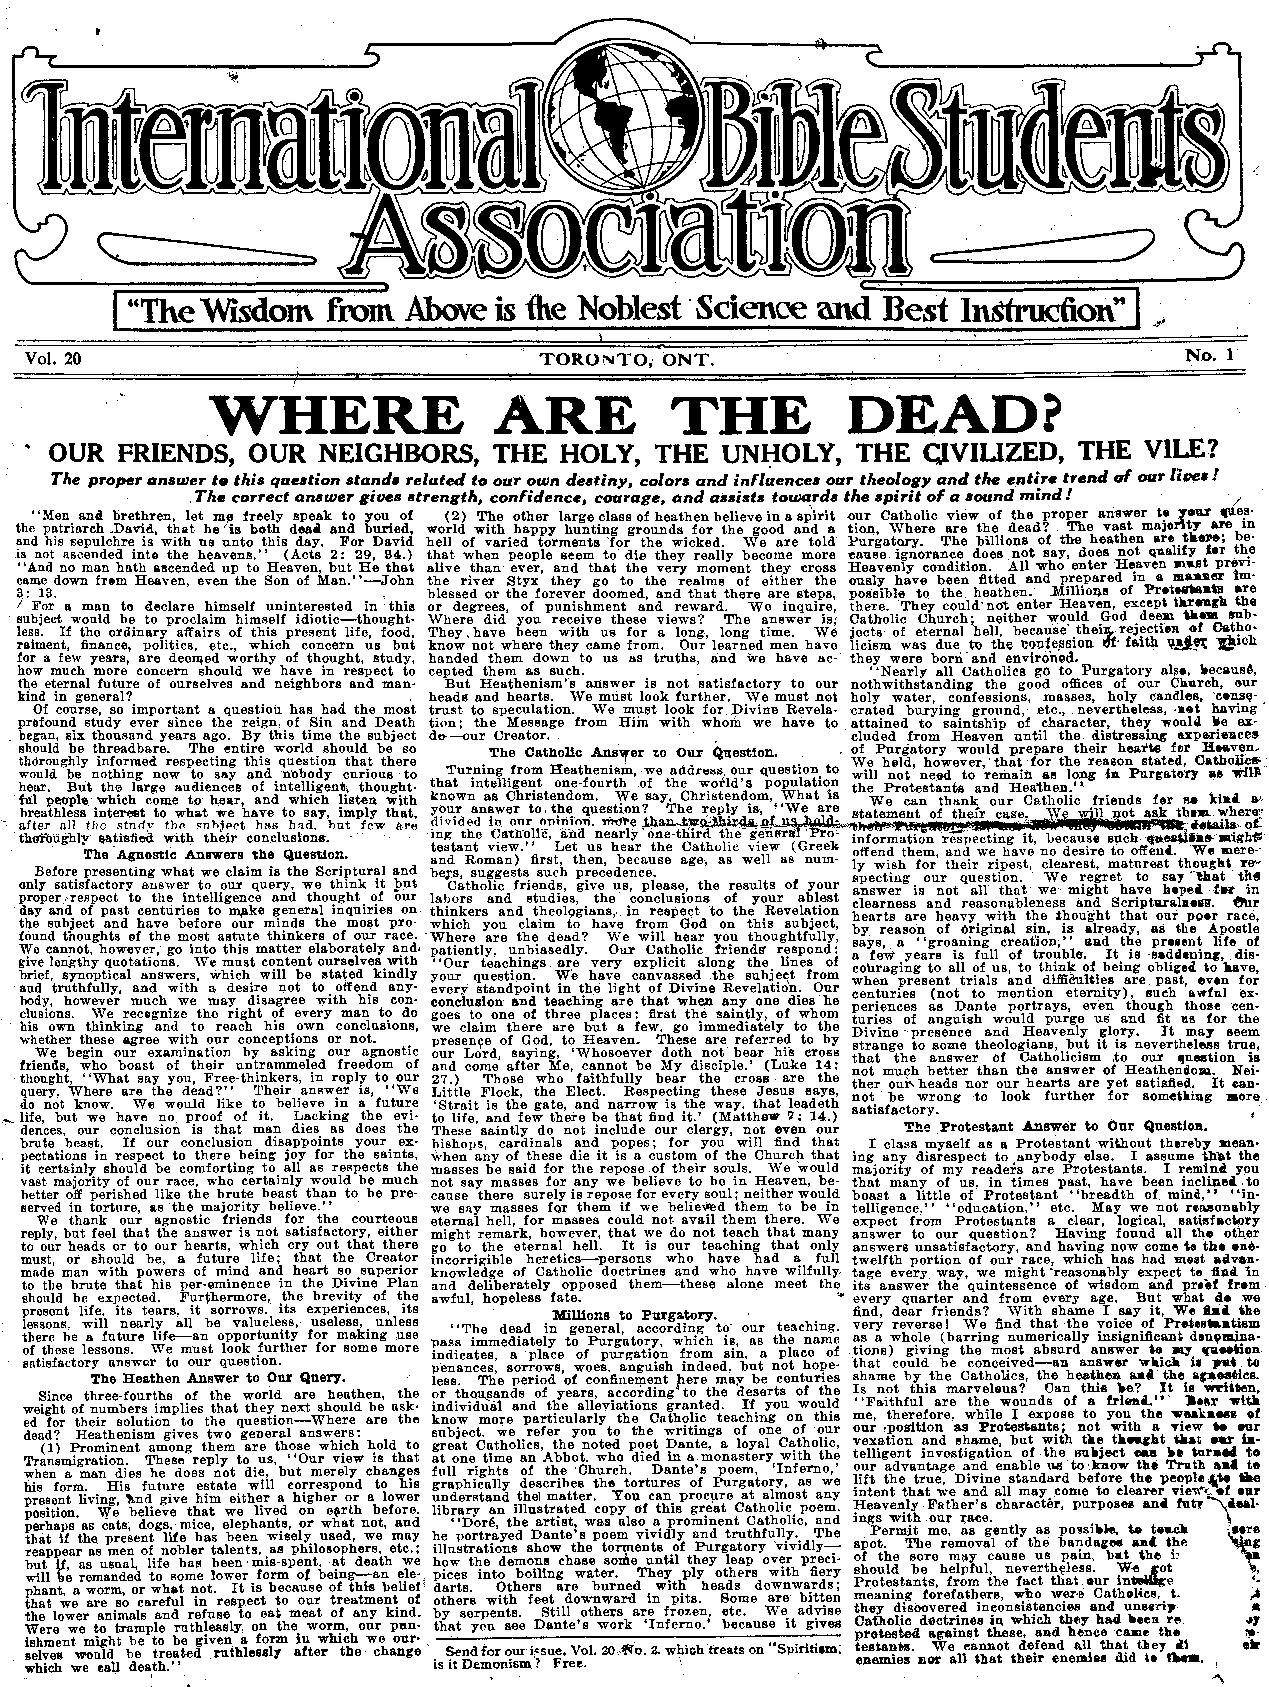 International Bible Students
Association
"The Wisdom from Above is the Noblest Science and Best Instruction"
Vol. 20
TORONTO, ONT.
No. 1
WHERE ARE THE DEAD?
OUR FRIENDS, OUR NEIGHBORS, THE HOLY, THE UNHOLY, THE CIVILIZED, THE VILE?
The proper answer to this question stands related to our own destiny, colors and influences our theology and the entire trend of our lives!
The correct answer gives strength, confidence, courage, and assists towards the spirit of a sound mind!
"Men and brethren, let me freely speak to you of
the patriarch David, that he is both dead and buried,
and his sepulchre is with us unto this day. For David
is not ascended into the heavens." (Acts 2: 29, 34.)
"And no man hath ascended up to Heaven, but He that
came down from Heaven, even the Son of Man."—John
3: 13.
For a man to declare himself uninterested in this
subject would be to proclaim himself idiotic—thought-
less. If the ordinary affairs of this present life, food,
raiment, finance, politics, etc., which concern us but
for a few years, are deemed worthy of thought, study,
how much more concern should we have in respect to
the eternal future of ourselves and neighbors and man-
kind in general?
Of course, so important a question has had the most
profound study ever since the reign of Sin and Death
began, six thousand years ago. By this time the subject
should be threadbare. The entire world should be so
thoroughly informed respecting this question that there
would be nothing now to say and nobody curious to
hear. But the large audiences of intelligent, thought-
ful people which come to hear, and which listen with
breathless interest to what we have to say, imply that,
after all the study the subject has had, but few are
thoroughly satisfied with their conclusions.
The Agnostic Answers the Question.
Before presenting what we claim is the Scriptural and
only satisfactory answer to our query, we think it but
proper respect to the intelligence and thought of our
day and of past centuries to make general inquiries on
the subject and have before our minds the most pro-
found thoughts of the most astute thinkers of our race.
We cannot, however, go into this matter elaborately and
give lengthy quotations. We must content ourselves with
brief, synoptical answers, which will be stated kindly
and truthfully, and with a desire not to offend any-
body, however much we may disagree with his con-
clusions. We recognize the right of every man to do
his own thinking and to reach his own conclusions,
whether these agree with our conceptions or not.
We begin our examination by asking our agnostic
friends, who boast of their untrammeled freedom of
thought, "What say you, Free-thinkers, in reply to our
query, Where are the dead?" Their answer is, "We
do not know. We would like to believe in a future
life, but we have no proof of it. Lacking the evi-
dences, our conclusion is that man dies as does the
brute beast. If our conclusion disappoints your ex-
pectations in respect to there being joy for the saints,
it certainly should be comforting to all as respects the
vast majority of our race, who certainly would be much
better off perished like the brute beast than to be pre-
served in torture, as the majority believe."
We thank our agnostic friends for the courteous
reply, but feel that the answer is not satisfactory, either
to our heads or to our hearts, which cry out that there
must, or should be, a future life; that the Creator
made man with powers of mind and heart so superior
to the brute that his pre-eminence in the Divine Plan
should be expected. Furthermore, the brevity of the
present life, its tears, it sorrows, its experiences, its
lessons, will nearly all be valueless, useless, unless
there be a future life—an opportunity for making use
of these lessons. We must look further for some more
satisfactory answer to our question.
The Heathen Answer to Our Query.
Since three-fourths of the world are heathen, the
weight of numbers implies that they next should be ask-
ed for their solution to the question—Where are the
dead? Heathenism gives two general answers:
(1) Prominent among them are those which hold to
Transmigration. These reply to us, "Our view is that
when a man dies he does not die, but merely changes
his form. His future estate will correspond to his
present living, and give him either a higher or a lower
position. We believe that we lived on earth before,
perhaps as cats, dogs, mice, elephants, or what not, and
that if the present life has been wisely used, we may
reappear as men of nobler talents, as philosophers, etc.;
but if, as usual, life has been mis-spent, at death we
will be remanded to some lower form of being—an ele-
phant, a worm, or what not. It is because of this belief
that we are so careful in respect to our treatment of
the lower animals and refuse to eat meat of any kind.
Were we to trample ruthlessly on the worm, our pun-
ishment might be to be given a form in which we our-
selves would be treated ruthlessly after the change
which we call death."
(2) The other large class of heathen believe in a spirit
world with happy hunting grounds for the good and a
hell of varied torments for the wicked. We are told
that when people seem to die they really become more
alive than ever, and that the very moment they cross
the river Styx they go to the realms of either the
blessed or the forever doomed, and that there are steps,
or degrees, of punishment and reward. We inquire,
Where did you receive these views? The answer is,
They have been with us for a long, long time. We
know not where they came from. Our learned men have
handed them down to us as truths, and we have ac-
cepted them as such.
But Heathenism's answer is not satisfactory to our
heads and hearts. We must look further. We must not
trust to speculation. We must look for Divine Revela-
tion; the Message from Him with whom we have to
do—our Creator.
The Catholic Answer to Our Question.
Turning from Heathenism, we address our question to
that intelligent one-fourth of the world's population
known as Christendom. We say, Christendom, What is
your answer to the question? The reply is, "We are
divided in our opinion, more than two-thirds of us hold-
ing the Catholic, and nearly one-third the general Pro-
testant view." Let us hear the Catholic view (Greek
and Roman) first, then, because age, as well as num-
bers, suggests such precedence.
Catholic friends, give us, please, the results of your
labors and studies, the conclusions of your ablest
thinkers and theologians, in respect to the Revelation
which you claim to have from God on this subject,
Where are the dead? We will hear you thoughtfully,
patiently, unbiasedly. Our Catholic friends respond:
"Our teachings are very explicit along the lines of
your question. We have canvassed the subject from
every standpoint in the light of Divine Revelation. Our
conclusion and teaching are that when any one dies he
goes to one of three places: first the saintly, of whom
we claim there are but a few, go immediately to the
presence of God, to Heaven. These are referred to by
our Lord, saying, 'Whosoever doth not bear his cross
and come after Me, cannot be My disciple.' (Luke 14:
27.) Those who faithfully bear the cross are the
Little Flock, the Elect. Respecting these Jesus says,
'Strait is the gate, and narrow is the way, that leadeth
to life, and few there be that find it.' (Matthew 7: 14.)
These saintly do not include our clergy, not even our
bishops, cardinals and popes; for you will find that
when any of these die it is a custom of the Church that
masses be said for the repose of their souls. We would
not say masses for any we believe to be in Heaven, be-
cause there surely is repose for every soul; neither would
we say masses for them if we believed them to be in
eternal hell, for masses could not avail them there. We
might remark, however, that we do not teach that many
go to the eternal hell. It is our teaching that only
incorrigible heretics—persons who have had a full
knowledge of Catholic doctrines and who have wilfully
and deliberately opposed them—these alone meet the
awful, hopeless fate.
Millions to Purgatory.
"The dead in general, according to our teaching,
pass immediately to Purgatory, which is, as the name
indicates, a place of purgation from sin, a place of
penances, sorrows, woes, anguish indeed, but not hope-
less. The period of confinement here may be centuries
or thousands of years, according to the deserts of the
individual and the alleviations granted. If you would
know more particularly the Catholic teaching on this
subject, we refer you to the writings of one of our
great Catholics, the noted poet Dante, a loyal Catholic,
at one time an Abbot, who died in a monastery with the
full rights of the Church. Dante's poem, 'Inferno,'
graphically describes the tortures of Purgatory, as we
understand the matter. You can procure at almost any
library an illustrated copy of this great Catholic poem.
"Doré, the artist, was also a prominent Catholic, and
he portrayed Dante's poem vividly and truthfully. The
illustrations show the torments of Purgatory vividly—
how the demons chase some until they leap over preci-
pices into boiling water. They ply others with fiery
darts. Others are burned with heads downwards;
others with feet downward in pits. Some are bitten
by serpents. Still others are frozen, etc. We advise
that you see Dante's work 'Inferno,' because it gives
Send for our issue, Vol. 20 No. 2. which treats on "Spiritism,
is it Demonism? Free.
our Catholic view of the proper answer to your ques-
tion, Where are the dead? The vast majority are in
Purgatory. The billions of the heathen are there; be-
cause ignorance does not say, does not qualify for the
Heavenly condition. All who enter Heaven must previ-
ously have been fitted and prepared in a manner im-
possible to the heathen. Millions of Protestants are
there. They could not enter Heaven, except through the
Catholic Church; neither would God deem them sub-
jects of eternal hell, because their rejection of Catho-
licism was due to the confession of faith under which
they were born and environed.
"Nearly all Catholics go to Purgatory also, because,
nothwithstanding the good offices of our Church, our
holy water, confessions, masses, holy candles, conse-
crated burying ground, etc., nevertheless, not having
attained to saintship of character, they would be ex-
cluded from Heaven until the distressing experiences
of Purgatory would prepare their hearts for Heaven.
We hold, however, that for the reason stated, Catholics
will not need to remain as long in Purgatory as will
the Protestants and Heathen."
We can thank our Catholic friends for so kind a
statement of their case. We will not ask them where
their Purgatory the details of
information respecting it, because such questions might
offend them, and we have no desire to offend. We mere-
ly wish for their ripest, clearest, maturest thought re-
specting our question. We regret to say that the
answer is not all that we might have hoped for in
clearness and reasonableness and Scripturalness. Our
hearts are heavy with the thought that our poor race,
by reason of original sin, is already, as the Apostle
says, a "groaning creation," and the present life of
a few years is full of trouble. It is saddening, dis-
couraging to all of us, to think of being obliged to have,
when present trials and difficulties are past, even for
centuries (not to mention eternity), such awful ex-
periences as Dante portrays, even though those cen-
turies of anguish would purge us and fit us for the
Divine presence and Heavenly glory. It may seem
strange to some theologians, but it is nevertheless true,
that the answer of Catholicism to our question is
not much better than the answer of Heathendom. Nei-
ther our heads nor our hearts are yet satisfied. It can-
not be wrong to look further for something more
satisfactory.
The Protestant Answer to Our Question.
I class myself as a Protestant without thereby mean-
ing any disrespect to anybody else. I assume that the
majority of my readers are Protestants. I remind you
that many of us, in times past, have been inclined to
boast a little of Protestant "breadth of mind," "in-
telligence," "education," etc. May we not reasonably
expect from Protestants a clear, logical, satisfactory
answer to our question? Having found all the other
answers unsatisfactory, and having now come to the one-
twelfth portion of our race, which has had most advan-
tage every way, we might reasonably expect to find in
its answer the quintessence of wisdom and proof from
every quarter and from every age. But what do we
find, dear friends? With shame I say it, We find the
very reverse! We find that the voice of Protestantism
as a whole (barring numerically insignificant denomina-
tions) giving the most absurd answer to my question
that could be conceived—an answer which is put to
shame by the Catholics, the heathen and the agnostics.
Is not this marvelous? Can this be? It is written,
"Faithful are the wounds of a friend." Bear with
me, therefore, while I expose to you the weakness of
our position as Protestants; not with a view to our
vexation and shame, but with the thought that our in-
telligent investigation of the subject can be turned to
our advantage and enable us to know the Truth and to
lift the true, Divine standard before the people to the
intent that we and all may come to clearer view of our
Heavenly Father's character, purposes and deal-
ings with our race.
Permit me, as gently as possible, to touch sore
spot. The removal of the bandages and the
of the sore may cause us pain, but the
should be helpful, nevertheless. We got
Protestants, from the fact that our
meaning forefathers, who were Catholics,
they discovered inconsistencies and
Catholic doctrines in which they had been
protested against these, and hence came the
testants. We cannot defend all that they
enemies nor all that their enemies did to them.